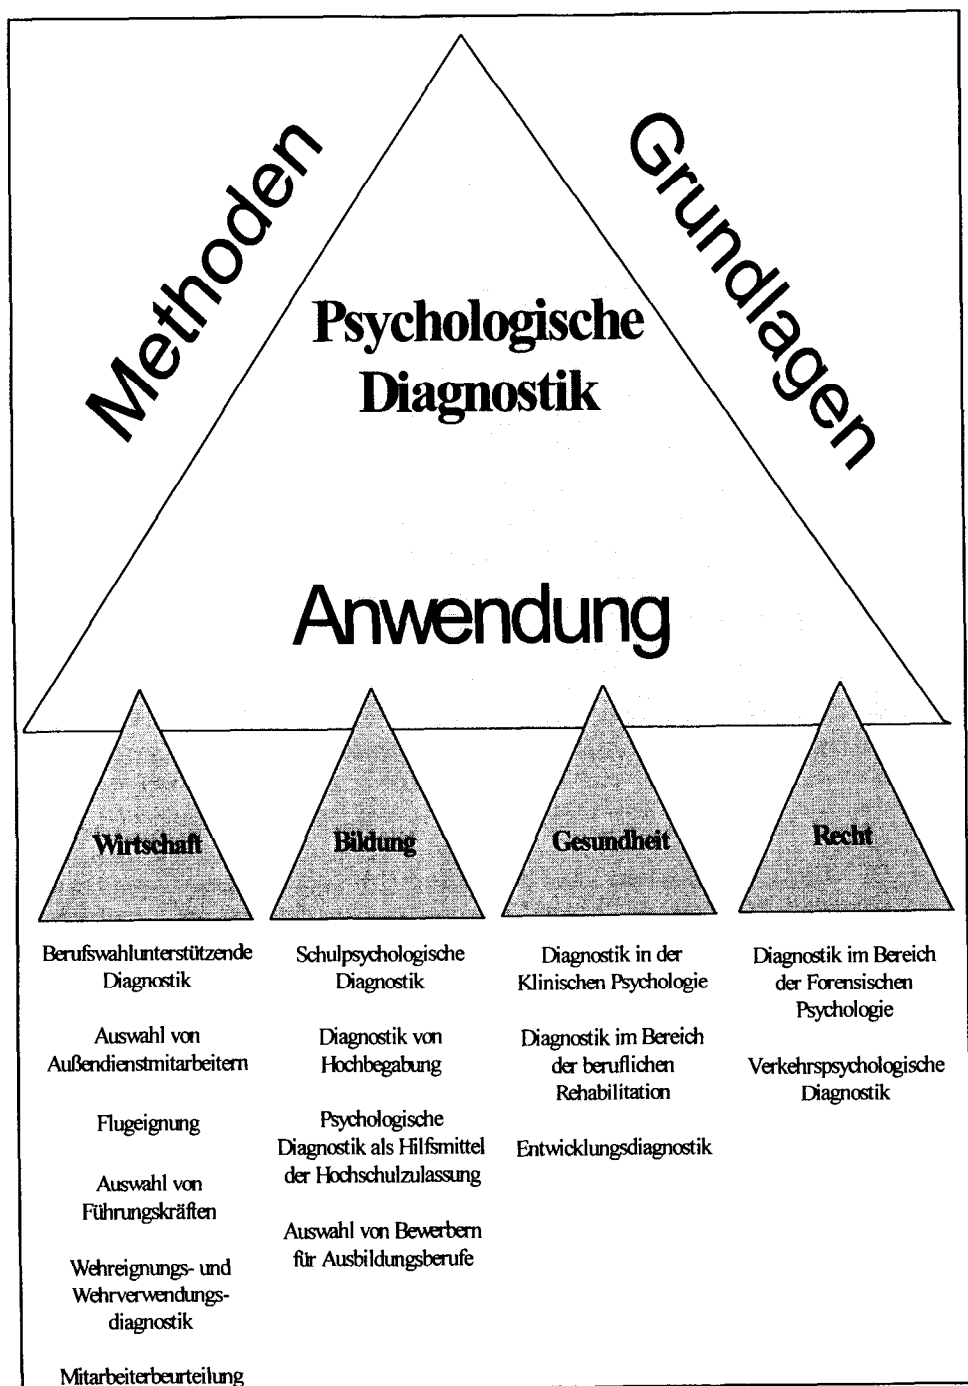 Methoden
Grundlagen
Psychologische
Diagnostik
Anwendung
Wirtschaft
Berufswahlunterstützende
Diagnostik
Auswahl von
Außendienstmitarbeitern
Flugeignung
Auswahl von
Führungskräften
Wehreignungs- und
Wehrverwendungs-
diagnostik
Mitarbeiterbeurteilung
Bildung
Schulpsychologische
Diagnostik
Diagnostik von
Hochbegabung
Psychologische
Diagnostik als Hilfsmittel
der Hochschulzulassung
Auswahl von Bewerbern
für Ausbildungsberufe
Gesundheit
Diagnostik in der
Klinischen Psychologie
Diagnostik im Bereich
der beruflichen
Rehabilitation
Entwicklungsdiagnostik
Recht
Diagnostik im Bereich
der Forensischen
Psychologie
Verkehrspsychologische
Diagnostik